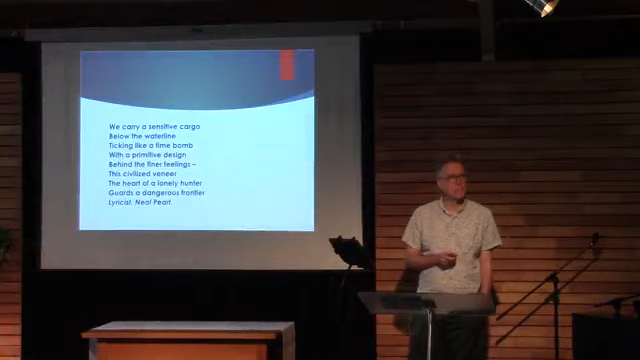 We carry a sensitive cargo
Below the waterline
Ticking like a time bomb
With a primitive design
Behind the finer feelings –
This civilized veneer
The heart of a lonely hunter
Guards a dangerous frontier
Lyricist, Neal Peart.